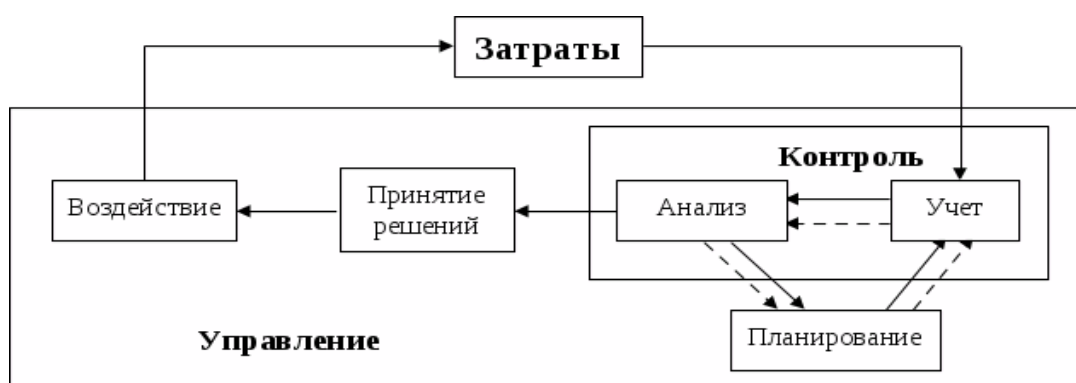 Затраты
Контроль
Воздействие
Принятие
решений
Анализ
Учет
Планирование
Управление